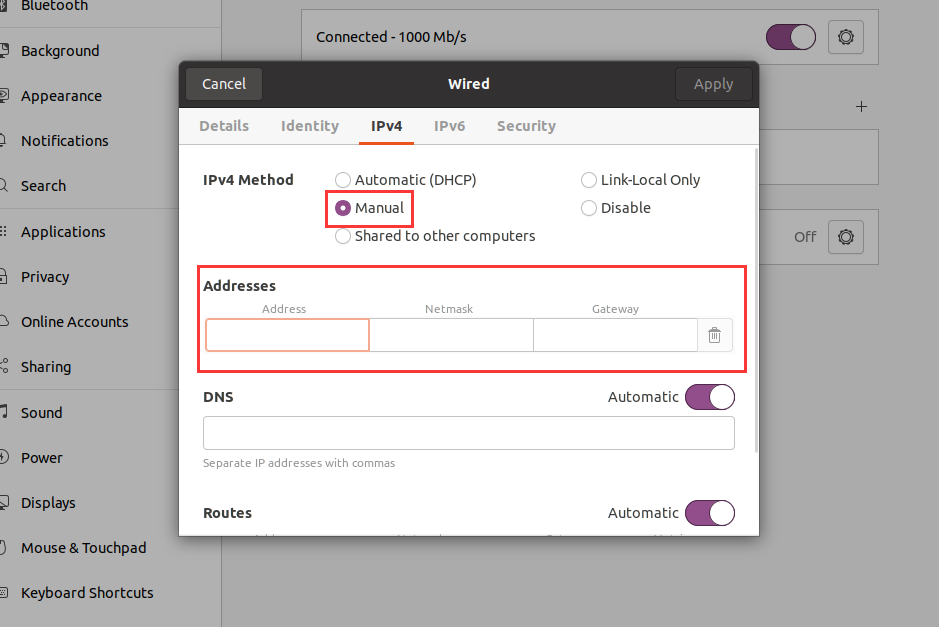 Bluetooth
Background
Appearance
Notifications
Search
Applications
Privacy
Online Accounts
Sharing
Sound
Power
Displays
Mouse & Touchpad
Keyboard Shortcuts
Connected - 1000 Mb/s
Off
Cancel
Wired
Apply
Details
Identity
IPv4
IPv6
Security
IPv4 Method
Automatic (DHCP)
Link-Local Only
Manual
Disable
Shared to other computers
Addresses
Address
Netmask
Gateway
DNS
Automatic
Separate IP addresses with commas
Routes
Automatic